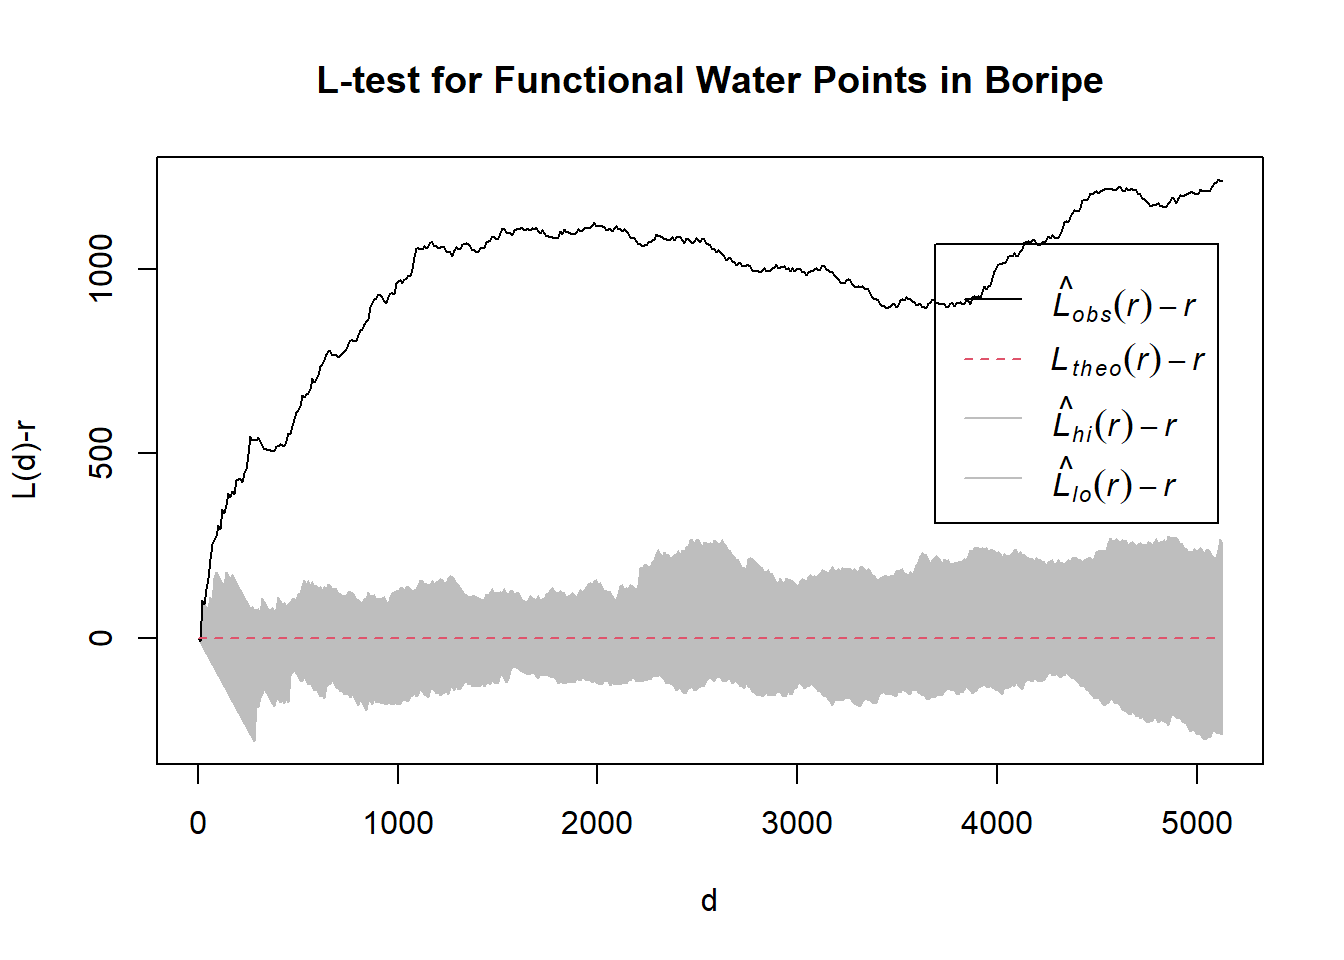 L-test for Functional Water Points in Boripe
L(d)-r
1000
500
0
L̂obs(r) − r
Ltheo(r) − r
L̂hi(r) − r
L̂lo(r) − r
0 1000 2000 3000 4000 5000
d